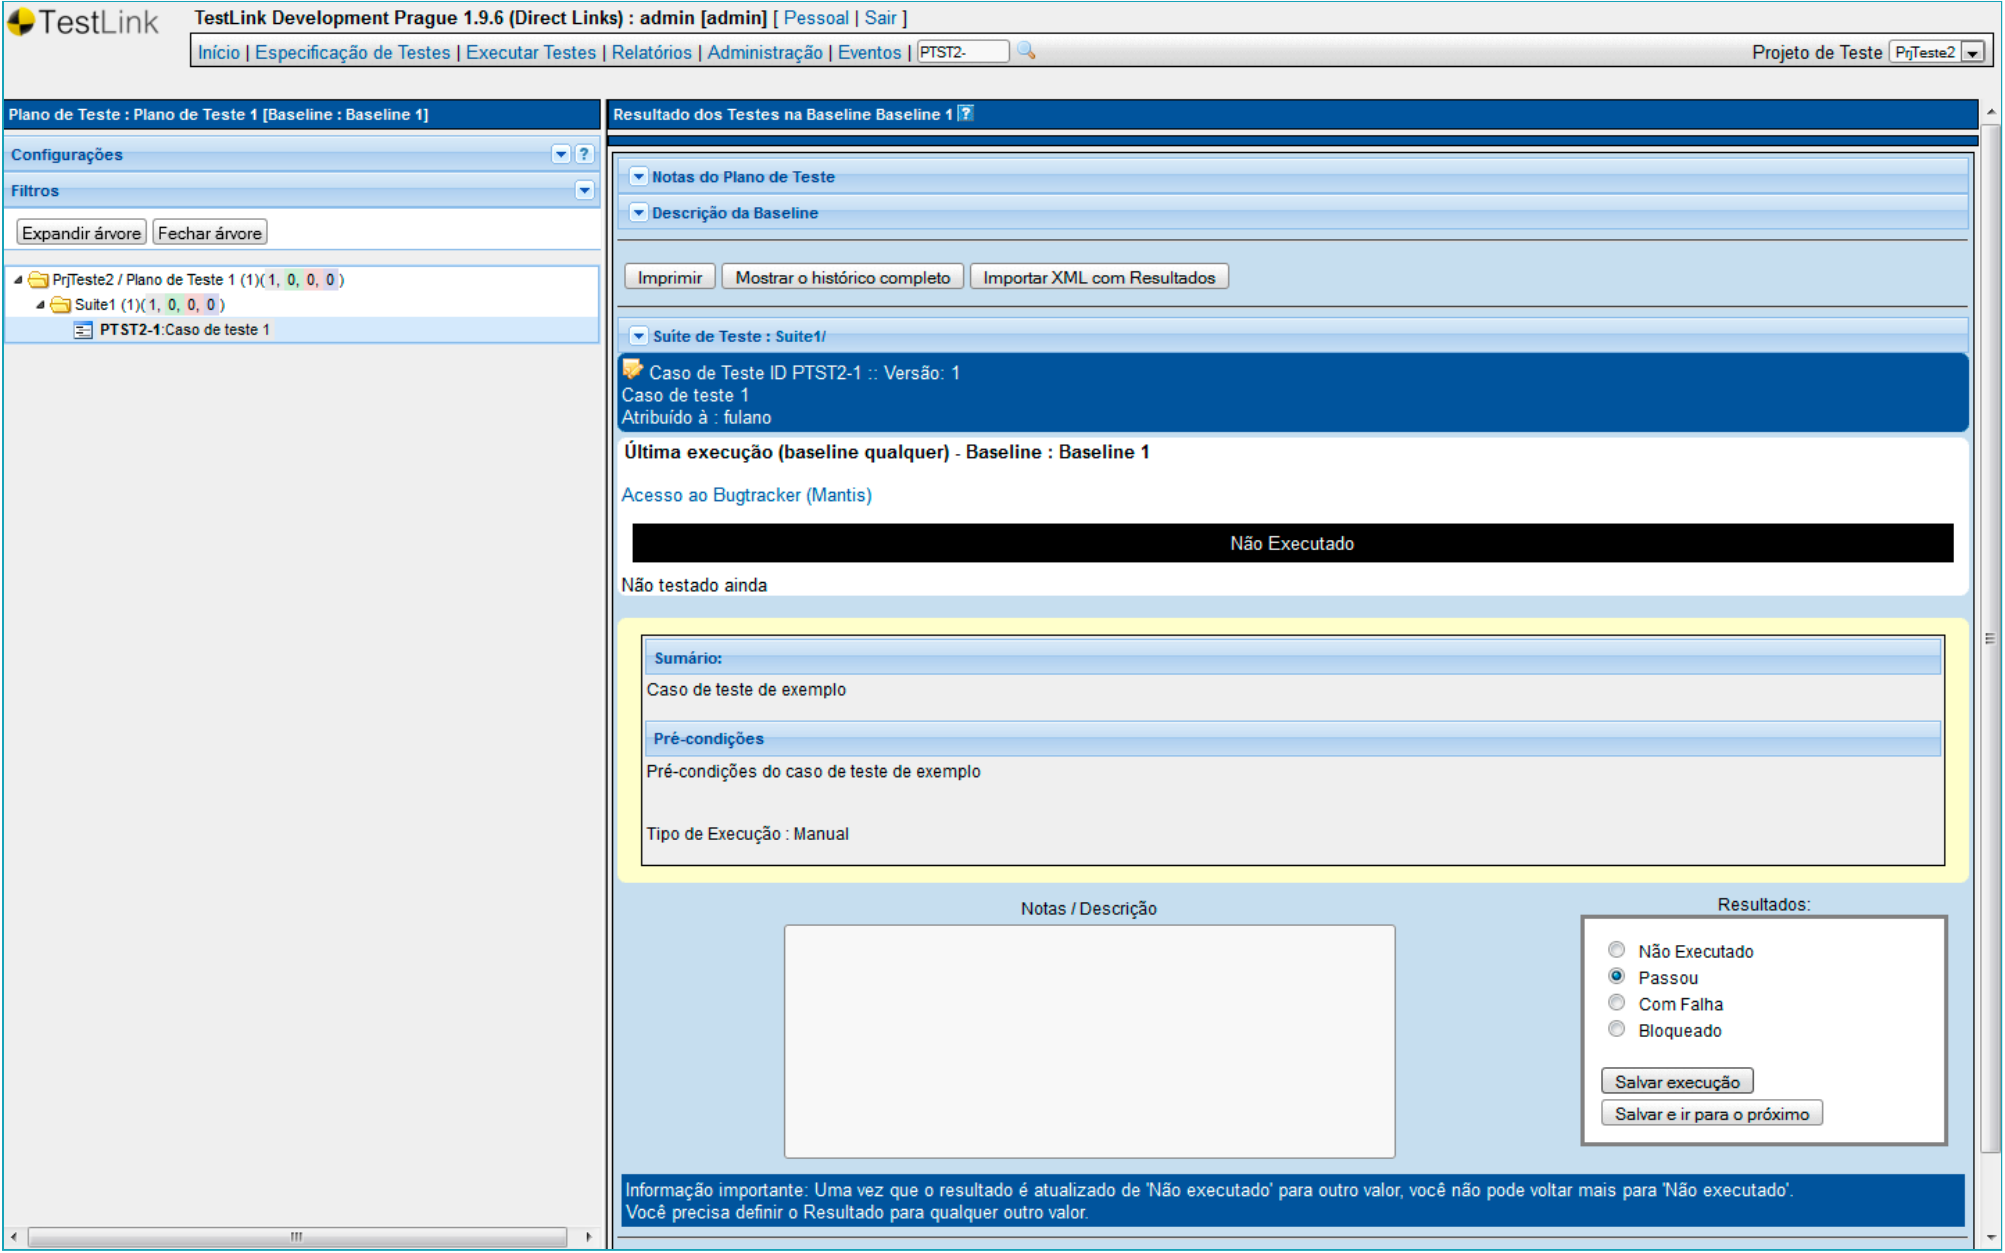 TestLink
TestLink Development Prague 1.9.6 (Direct Links) : admin [admin] [ Pessoal | Sair ]
Início | Especificação de Testes | Executar Testes | Relatórios | Administração | Eventos | PTST2-
Projeto de Teste PrjTeste2
Plano de Teste : Plano de Teste 1 [Baseline : Baseline 1]
Configurações ?
Filtros
Expandir árvore Fechar árvore
PrjTeste2 / Plano de Teste 1 (1)( 1, 0, 0, 0 )
Suite1 (1)( 1, 0, 0, 0 )
PTST2-1:Caso de teste 1
Resultado dos Testes na Baseline Baseline 1 ?
Notas do Plano de Teste
Descrição da Baseline
Imprimir Mostrar o histórico completo Importar XML com Resultados
Suíte de Teste : Suite1/
Caso de Teste ID PTST2-1 :: Versão: 1
Caso de teste 1
Atribuído à : fulano
Última execução (baseline qualquer) - Baseline : Baseline 1
Acesso ao Bugtracker (Mantis)
Não Executado
Não testado ainda
Sumário:
Caso de teste de exemplo
Pré-condições
Pré-condições do caso de teste de exemplo
Tipo de Execução : Manual
Notas / Descrição
Resultados:
Não Executado
Passou
Com Falha
Bloqueado
Salvar execução
Salvar e ir para o próximo
Informação importante: Uma vez que o resultado é atualizado de 'Não executado' para outro valor, você não pode voltar mais para 'Não executado'.
Você precisa definir o Resultado para qualquer outro valor.